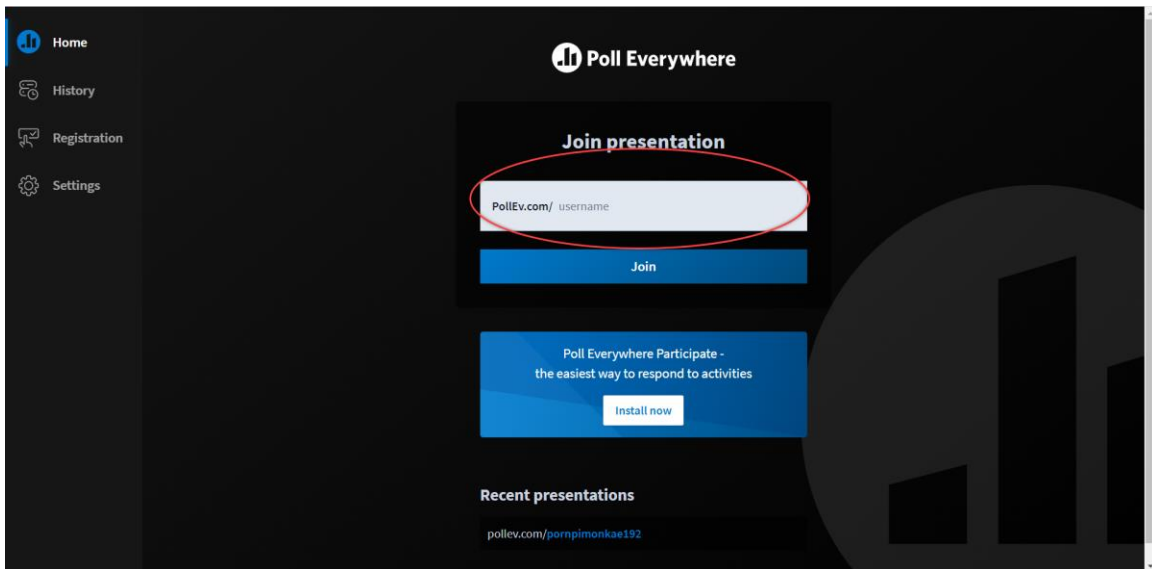 Home
History
Registration
Settings
Poll Everywhere
Join presentation
PollEv.com/ username
Join
Poll Everywhere Participate -
the easiest way to respond to activities
Install now
Recent presentations
pollev.com/pornpimonkae192